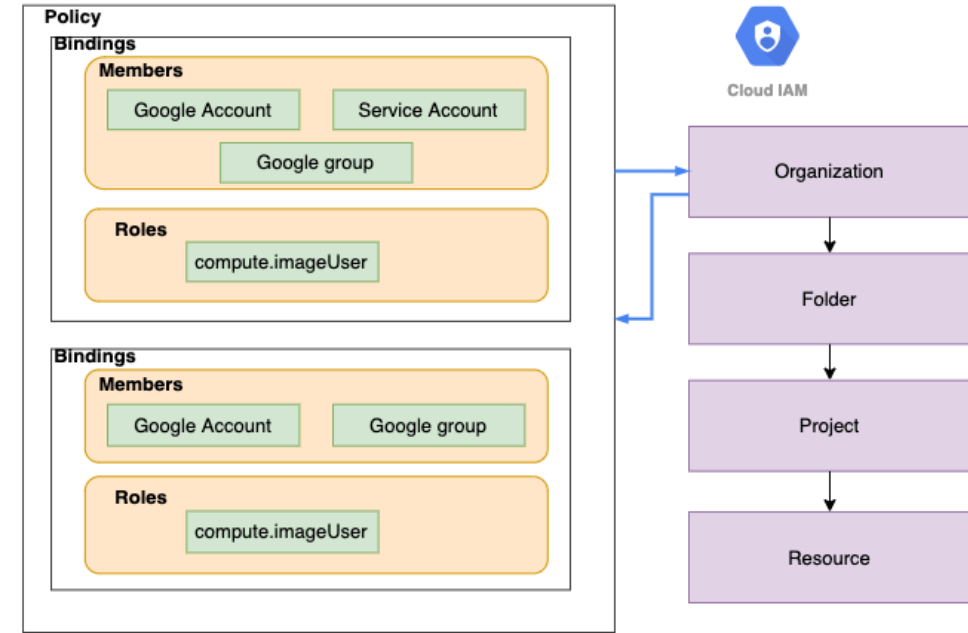 Policy
Bindings
Members
Google Account
Service Account
Google group
Roles
compute.imageUser
Bindings
Members
Google Account
Google group
Roles
compute.imageUser
Cloud IAM
Organization
Folder
Project
Resource